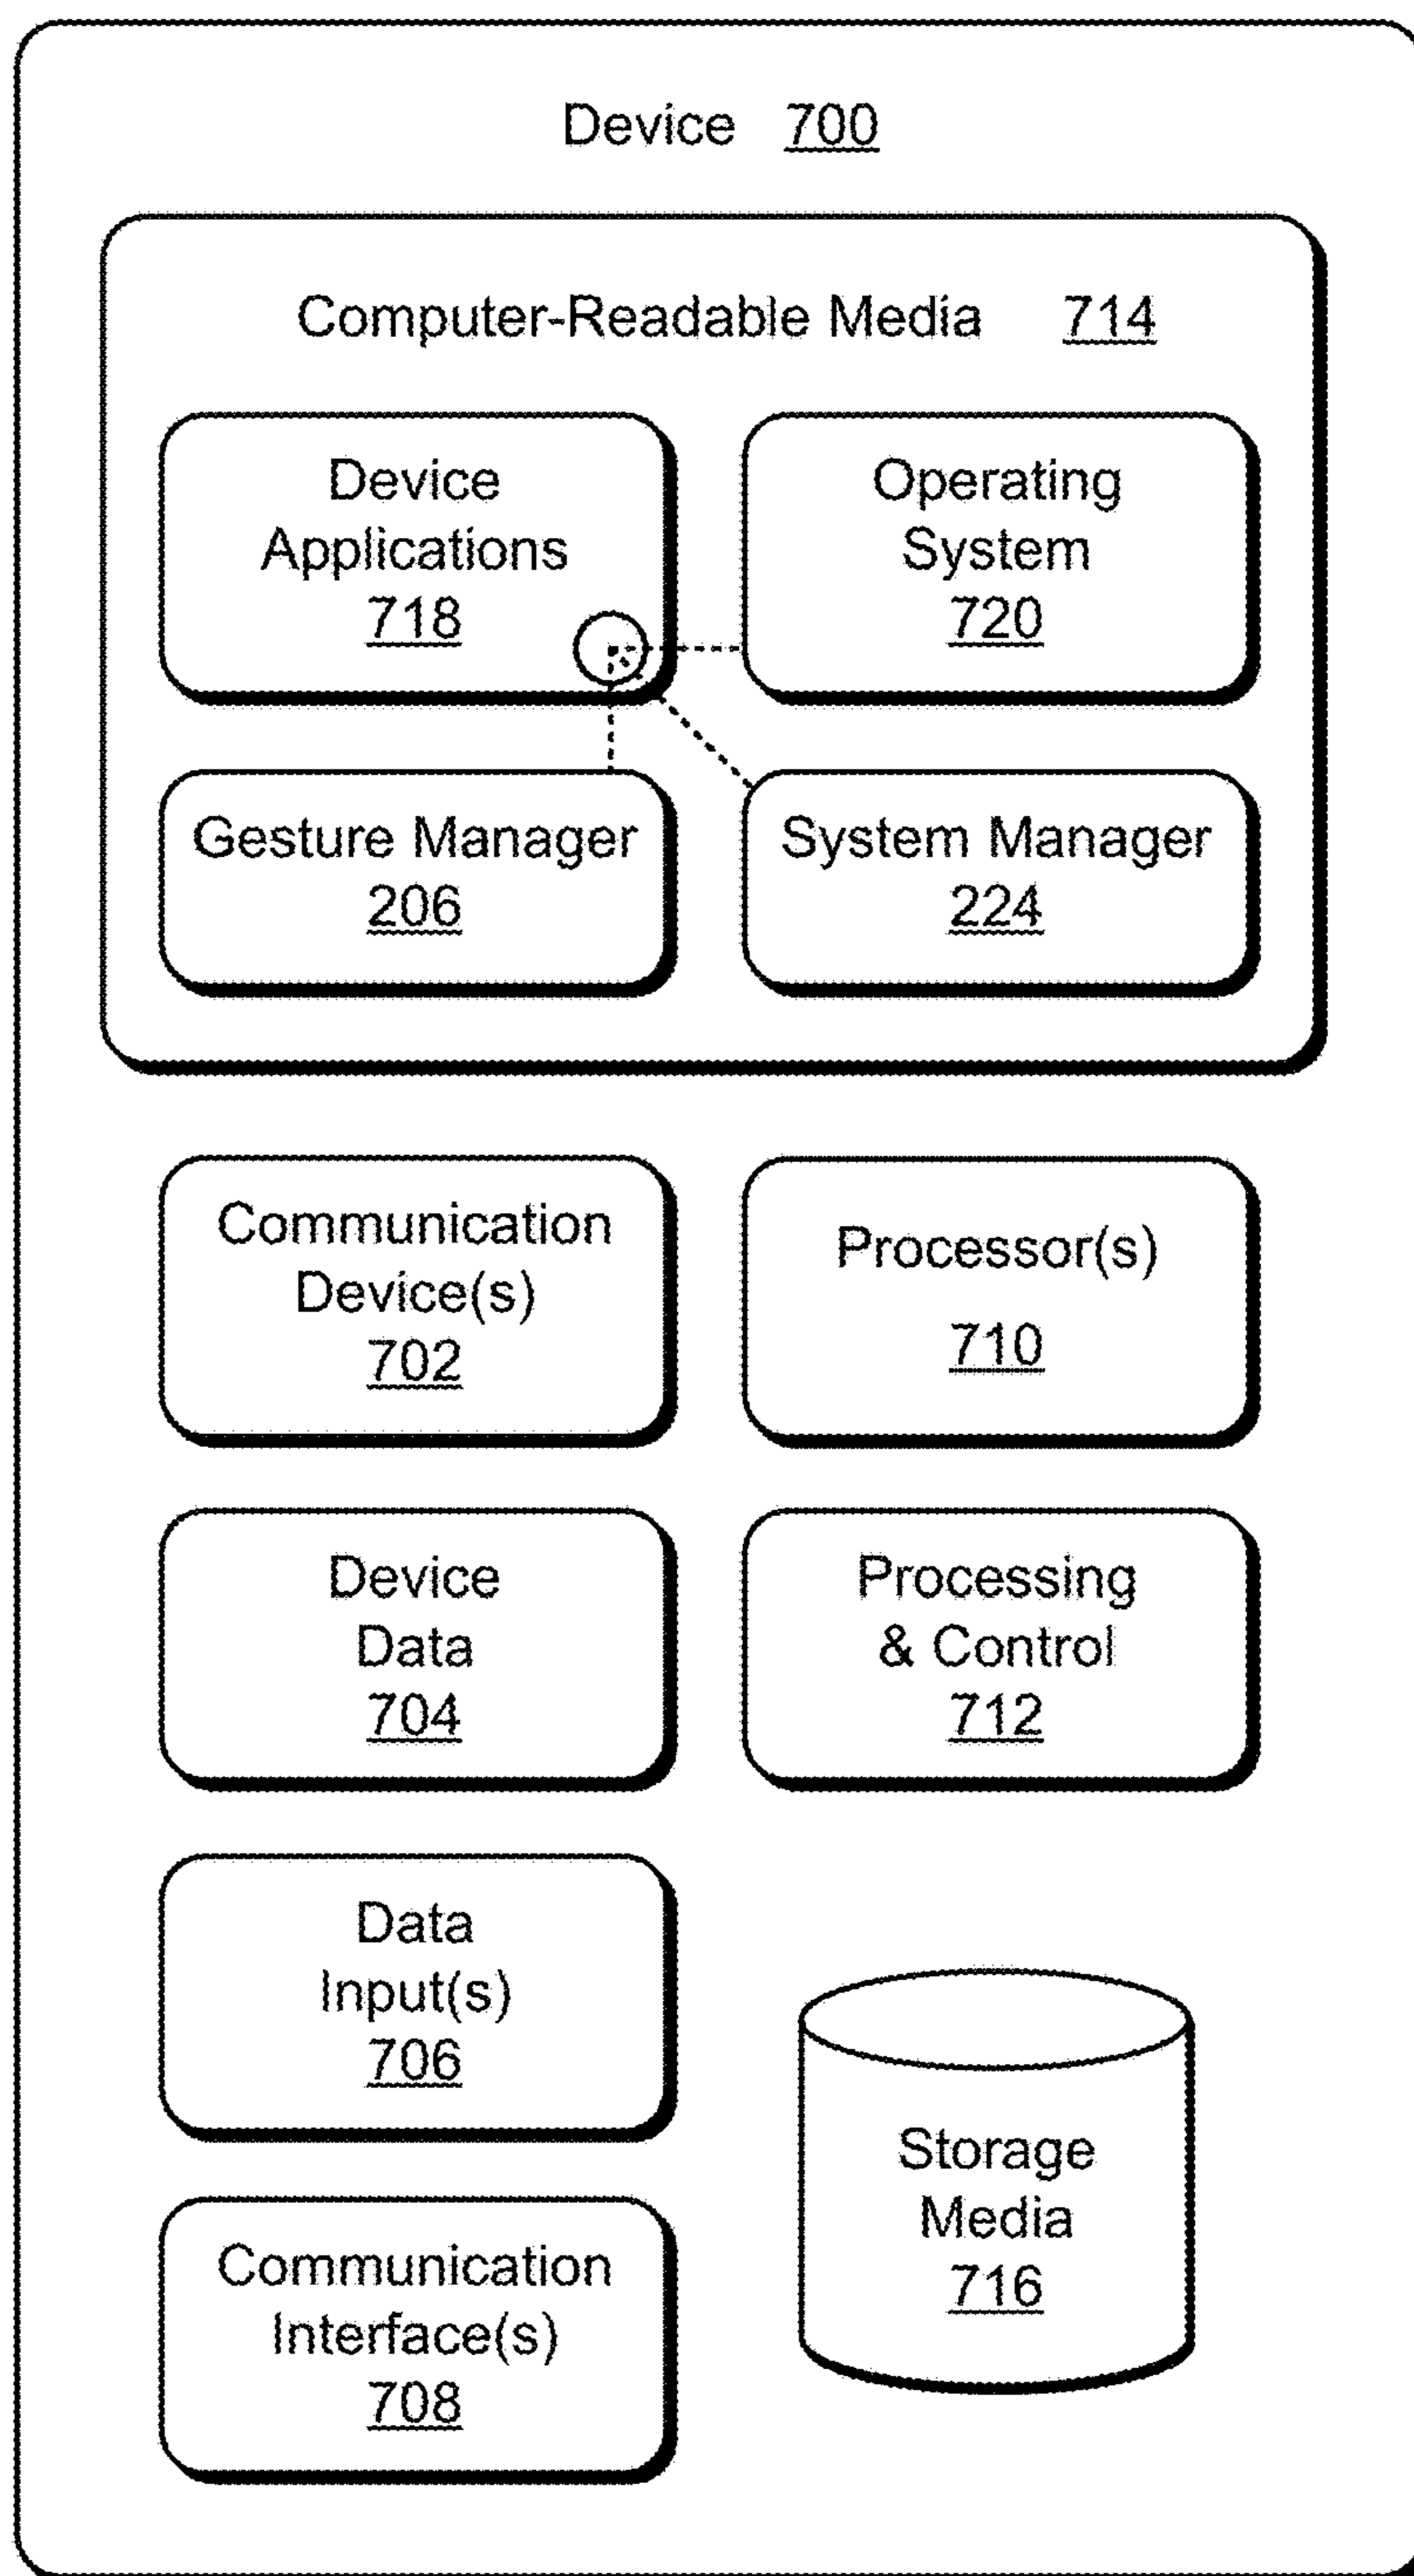 Device 700
Computer-Readable Media 714
Device
Applications
718
Operating
System
720
Gesture Manager
206
System Manager
224
Communication
Device(s)
702
Processor(s)
710
Device
Data
704
Processing
& Control
712
Data
Input(s)
706
Storage
Media
716
Communication
Interface(s)
708